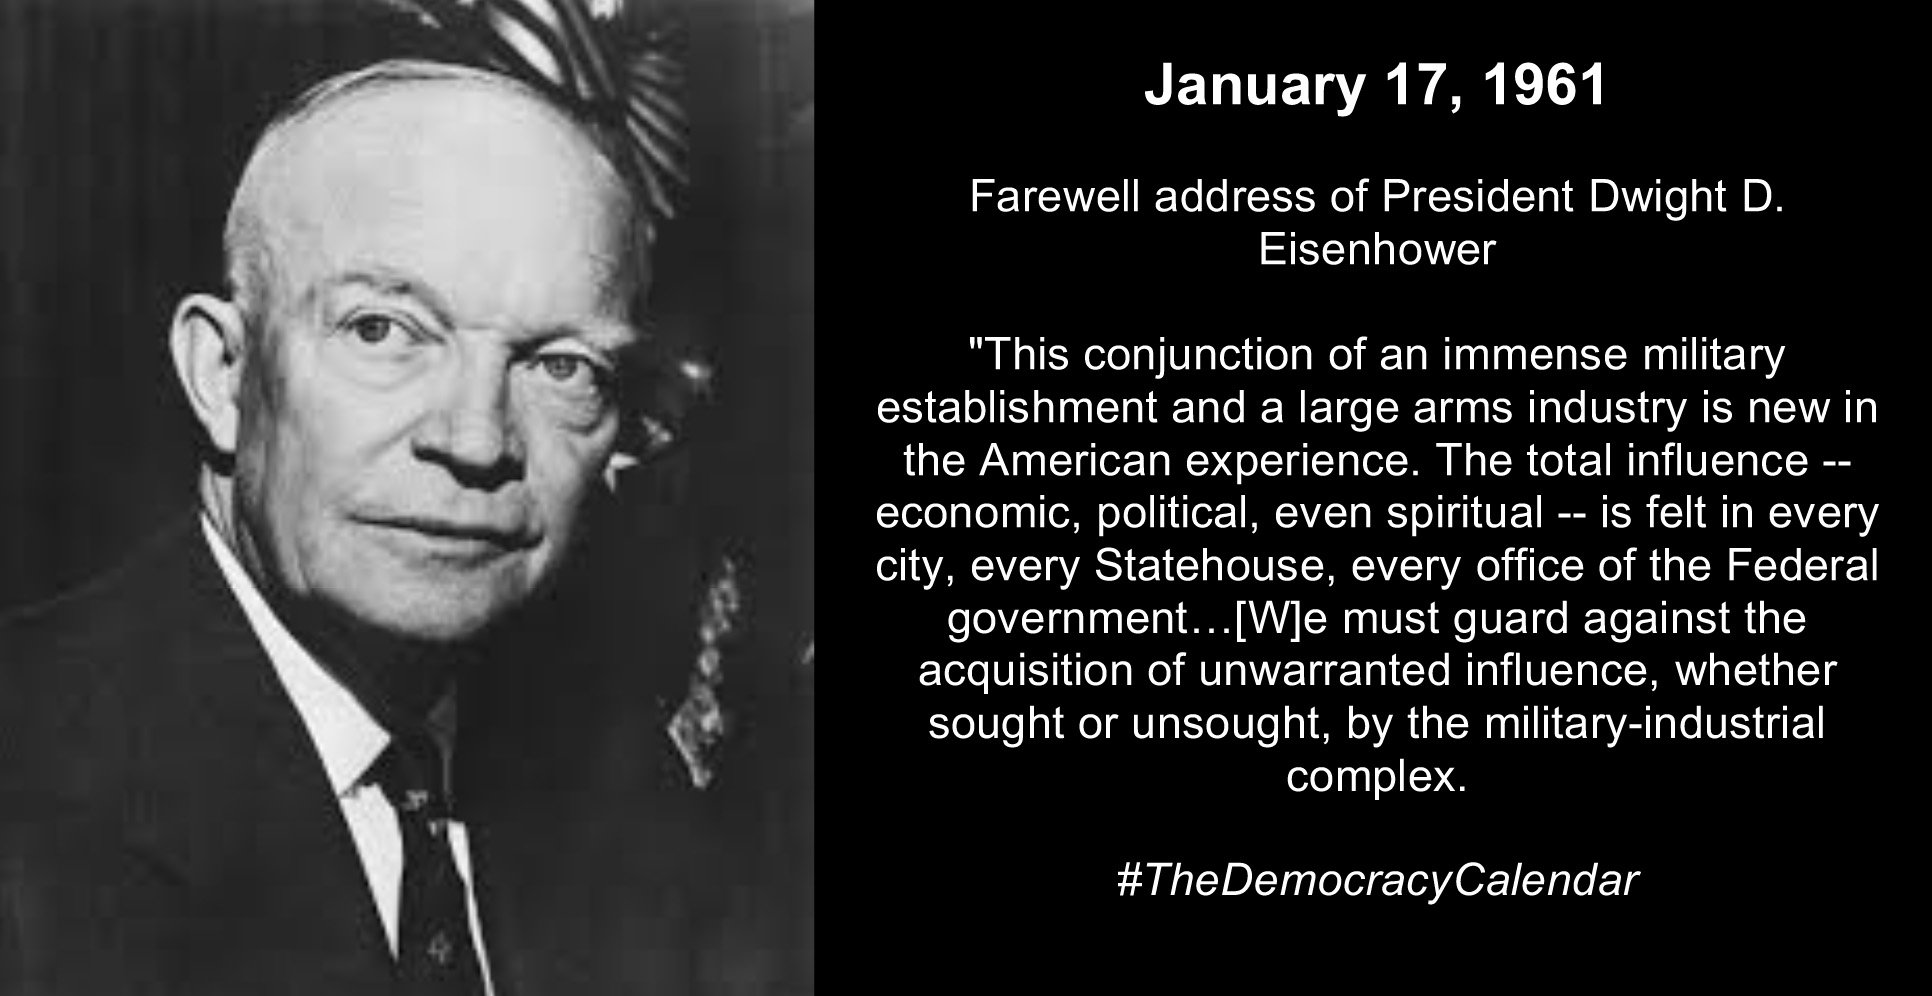 January 17, 1961
Farewell address of President Dwight D.
Eisenhower
"This conjunction of an immense military
establishment and a large arms industry is new in
the American experience. The total influence --
economic, political, even spiritual -- is felt in every
city, every Statehouse, every office of the Federal
government…[W]e must guard against the
acquisition of unwarranted influence, whether
sought or unsought, by the military-industrial
complex.
#TheDemocracyCalendar